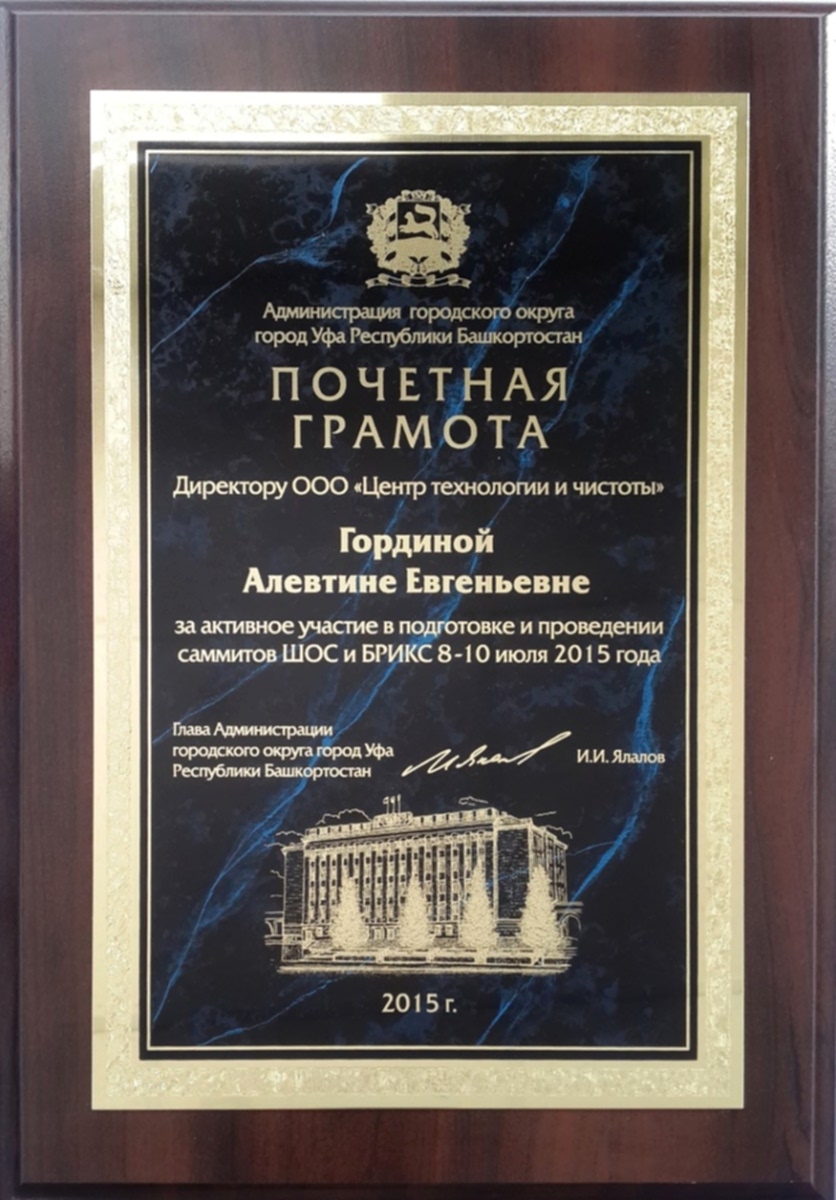 Администрация городского округа
город Уфа Республики Башкортостан
ПОЧЕТНАЯ
ГРАМОТА
Директору ООО «Центр технологии и чистоты»
Гординой
Алевтине Евгеньевне
за активное участие в подготовке и проведении
саммитов ШОС и БРИКС 8-10 июля 2015 года
Глава Администрации
городского округа город Уфа
Республики Башкортостан
И.И. Ялалов
2015 г.